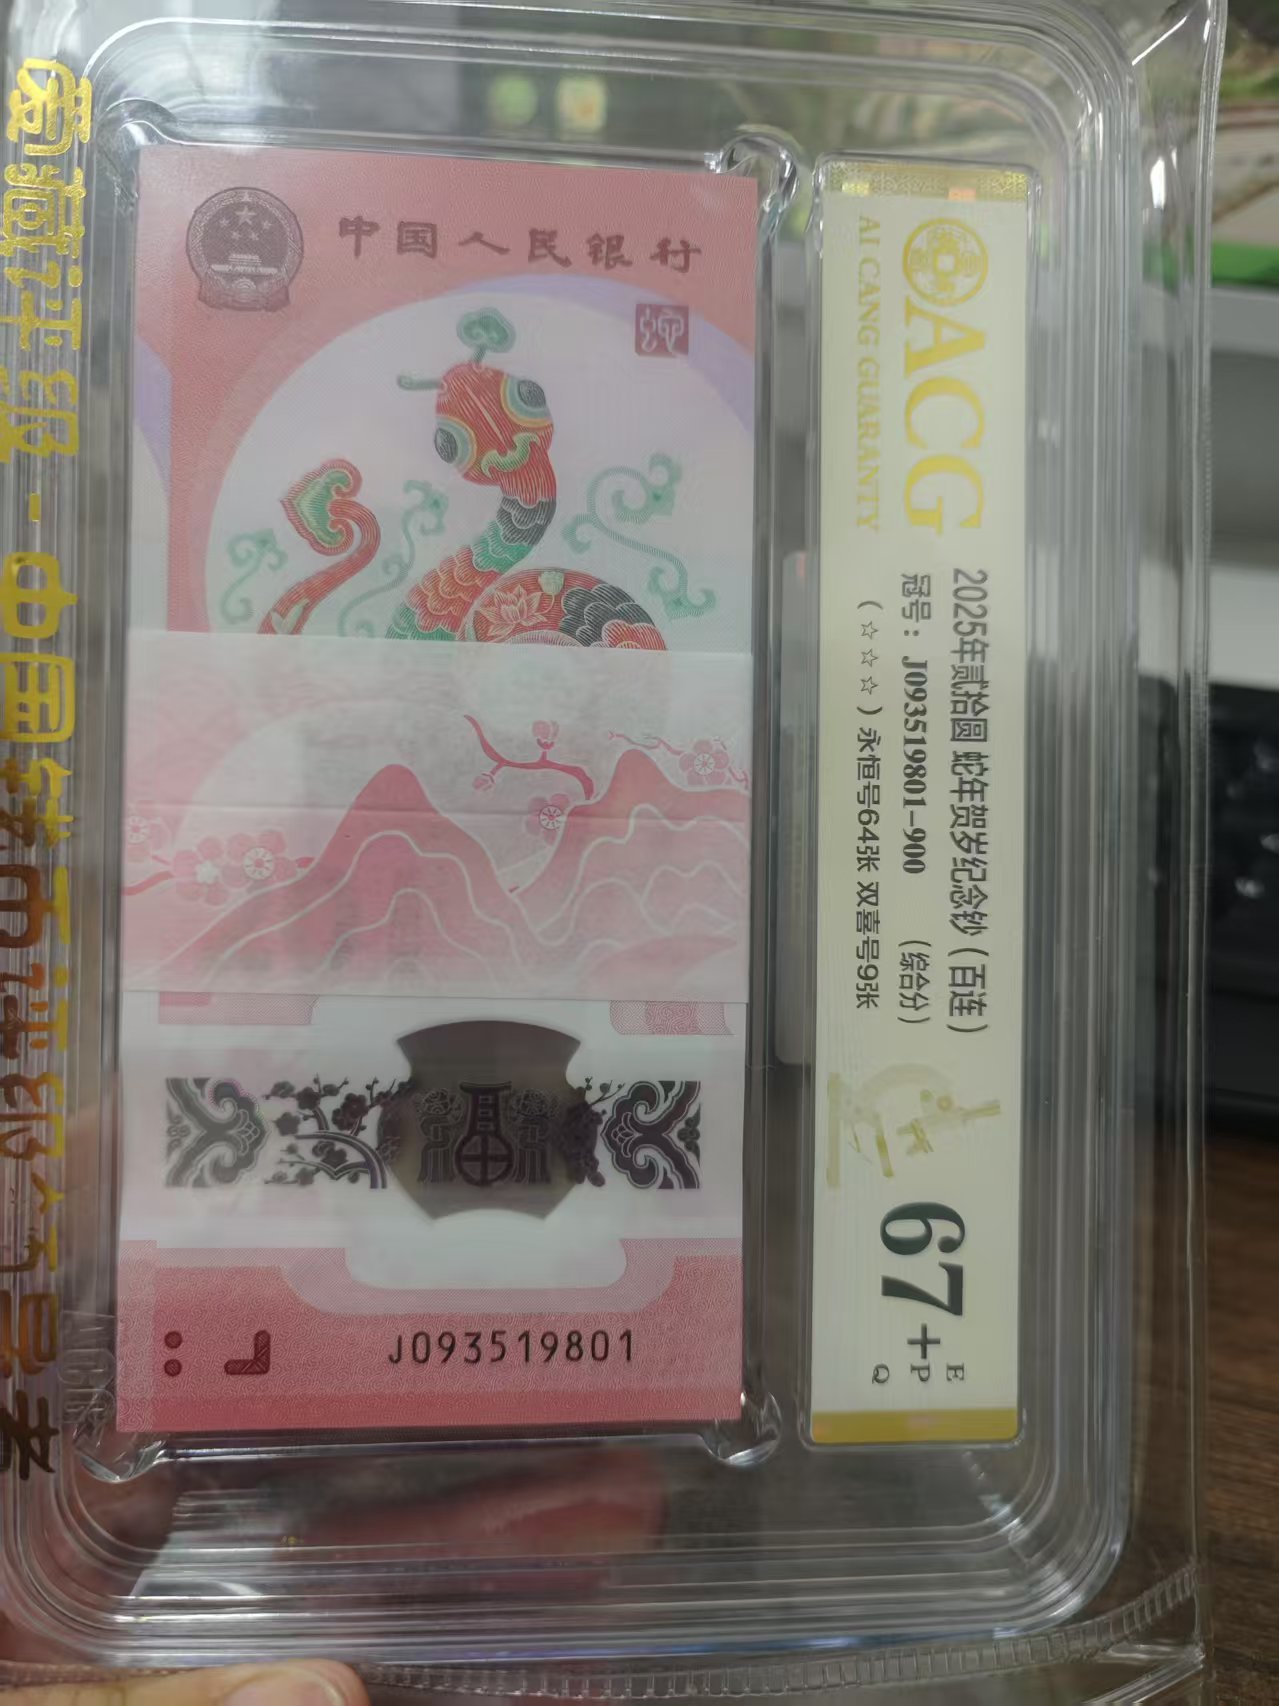 中国人民银行
蛇
J093519801
ACG
AI CANG GUARANTY
2025年贰拾圆 蛇年贺岁纪念钞（百连）
冠号：J093519801-900 （综合分）
（☆☆☆）永恒号64张 双喜号9张
67+
E
P
Q
爱藏评级-中国钱币评级倡导者